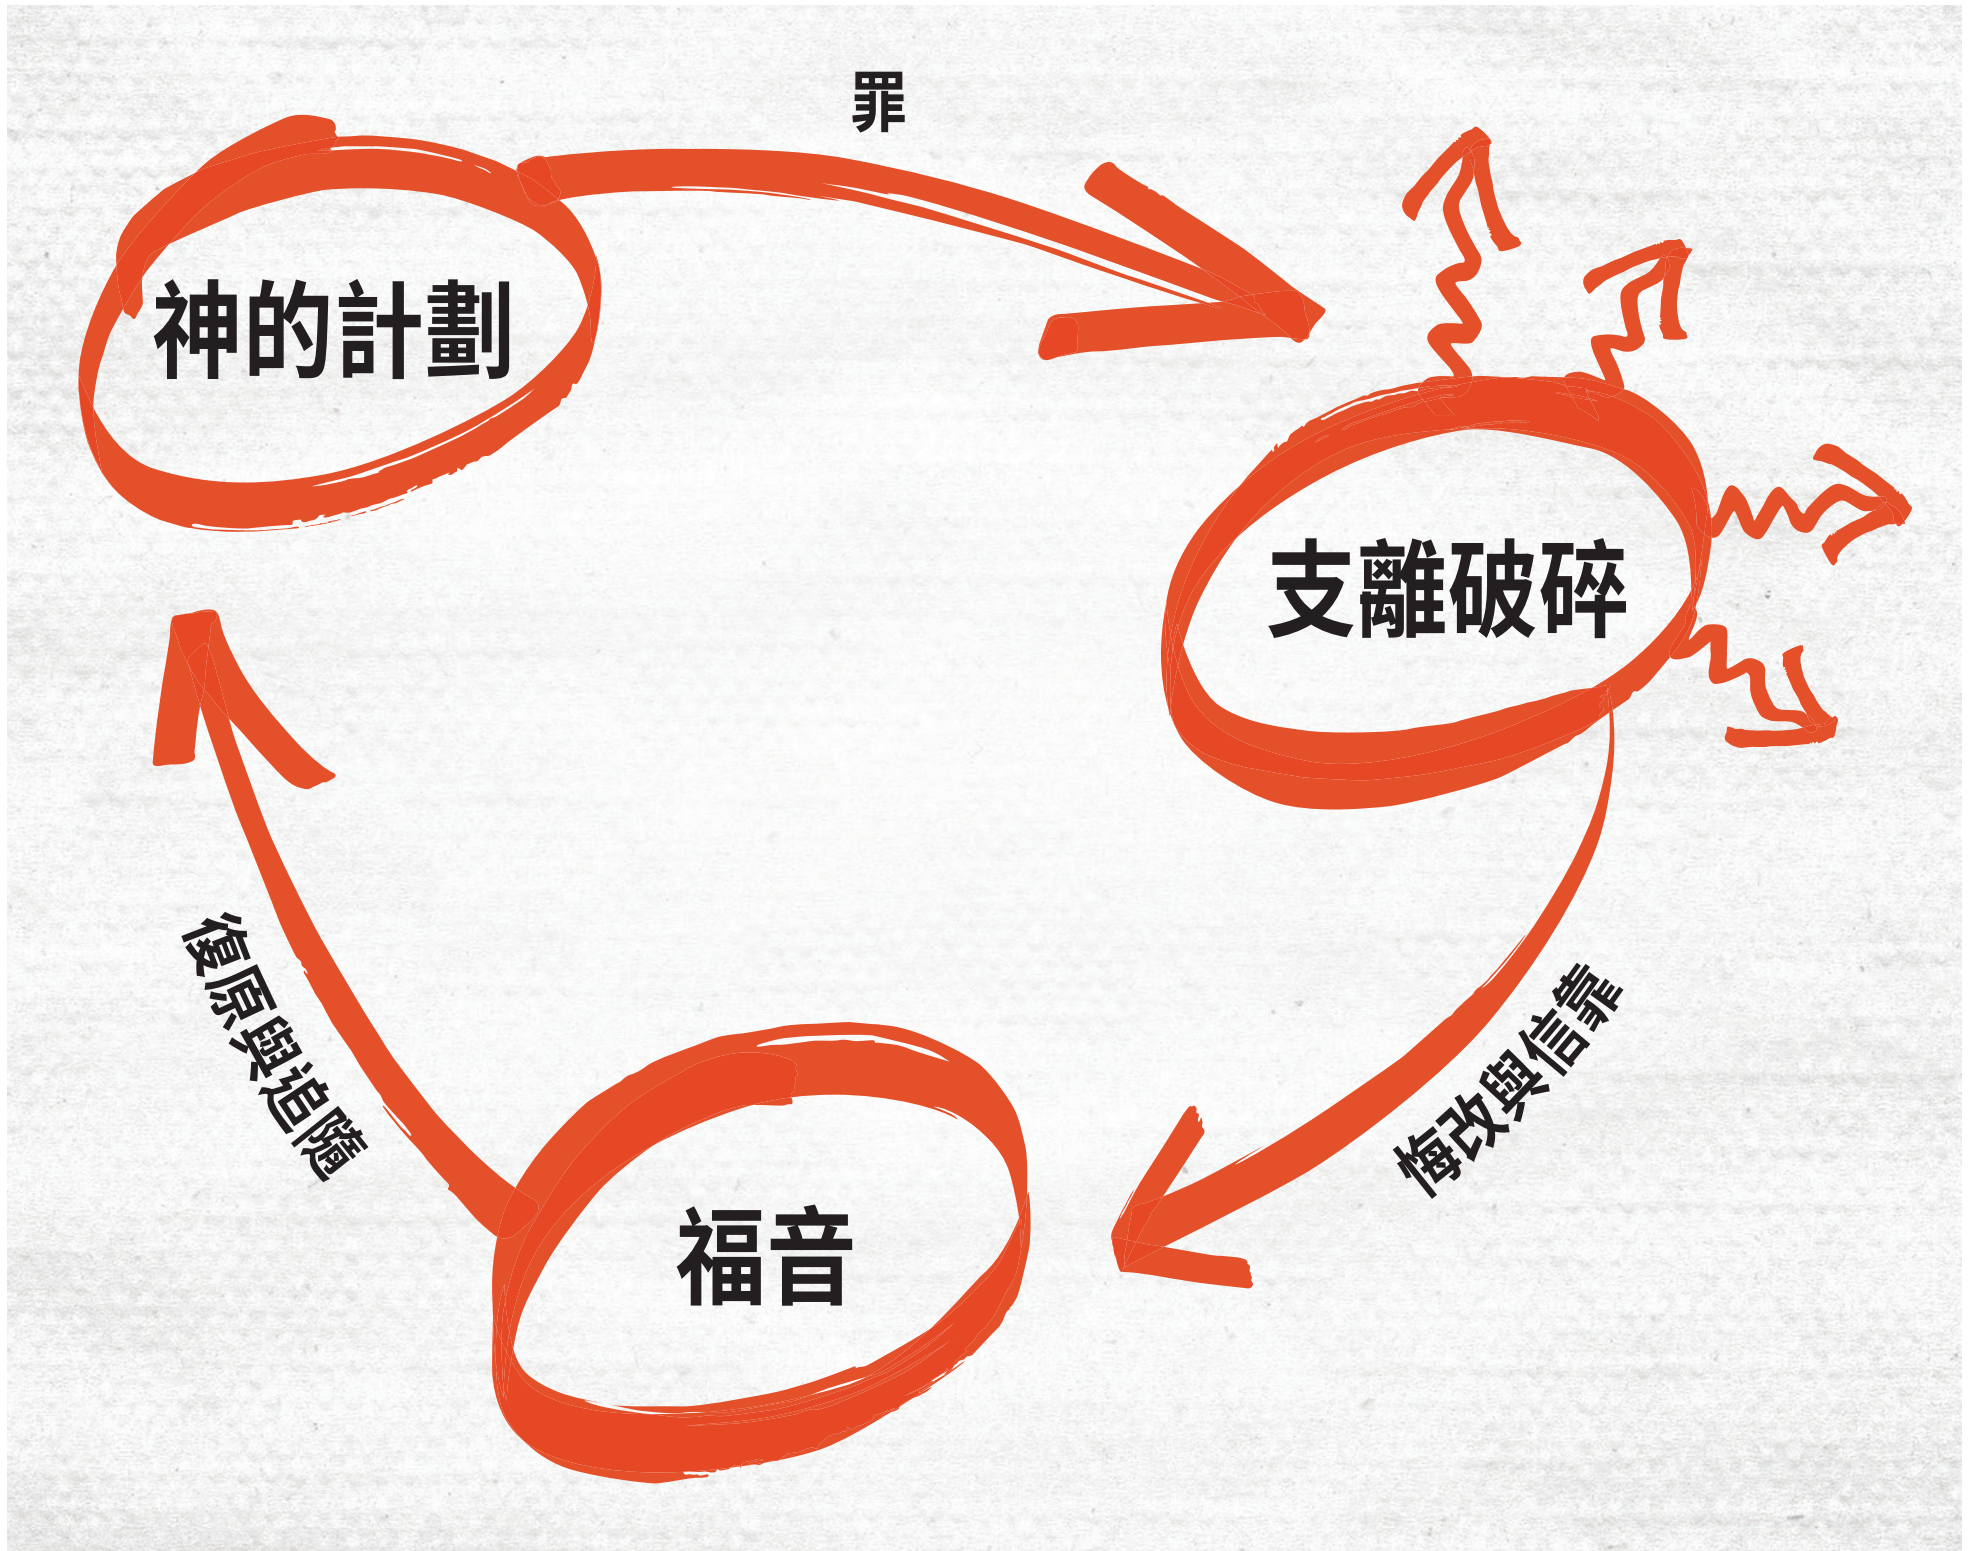 罪
神的計劃
支離破碎
悔改與信靠
福音
復原與追隨